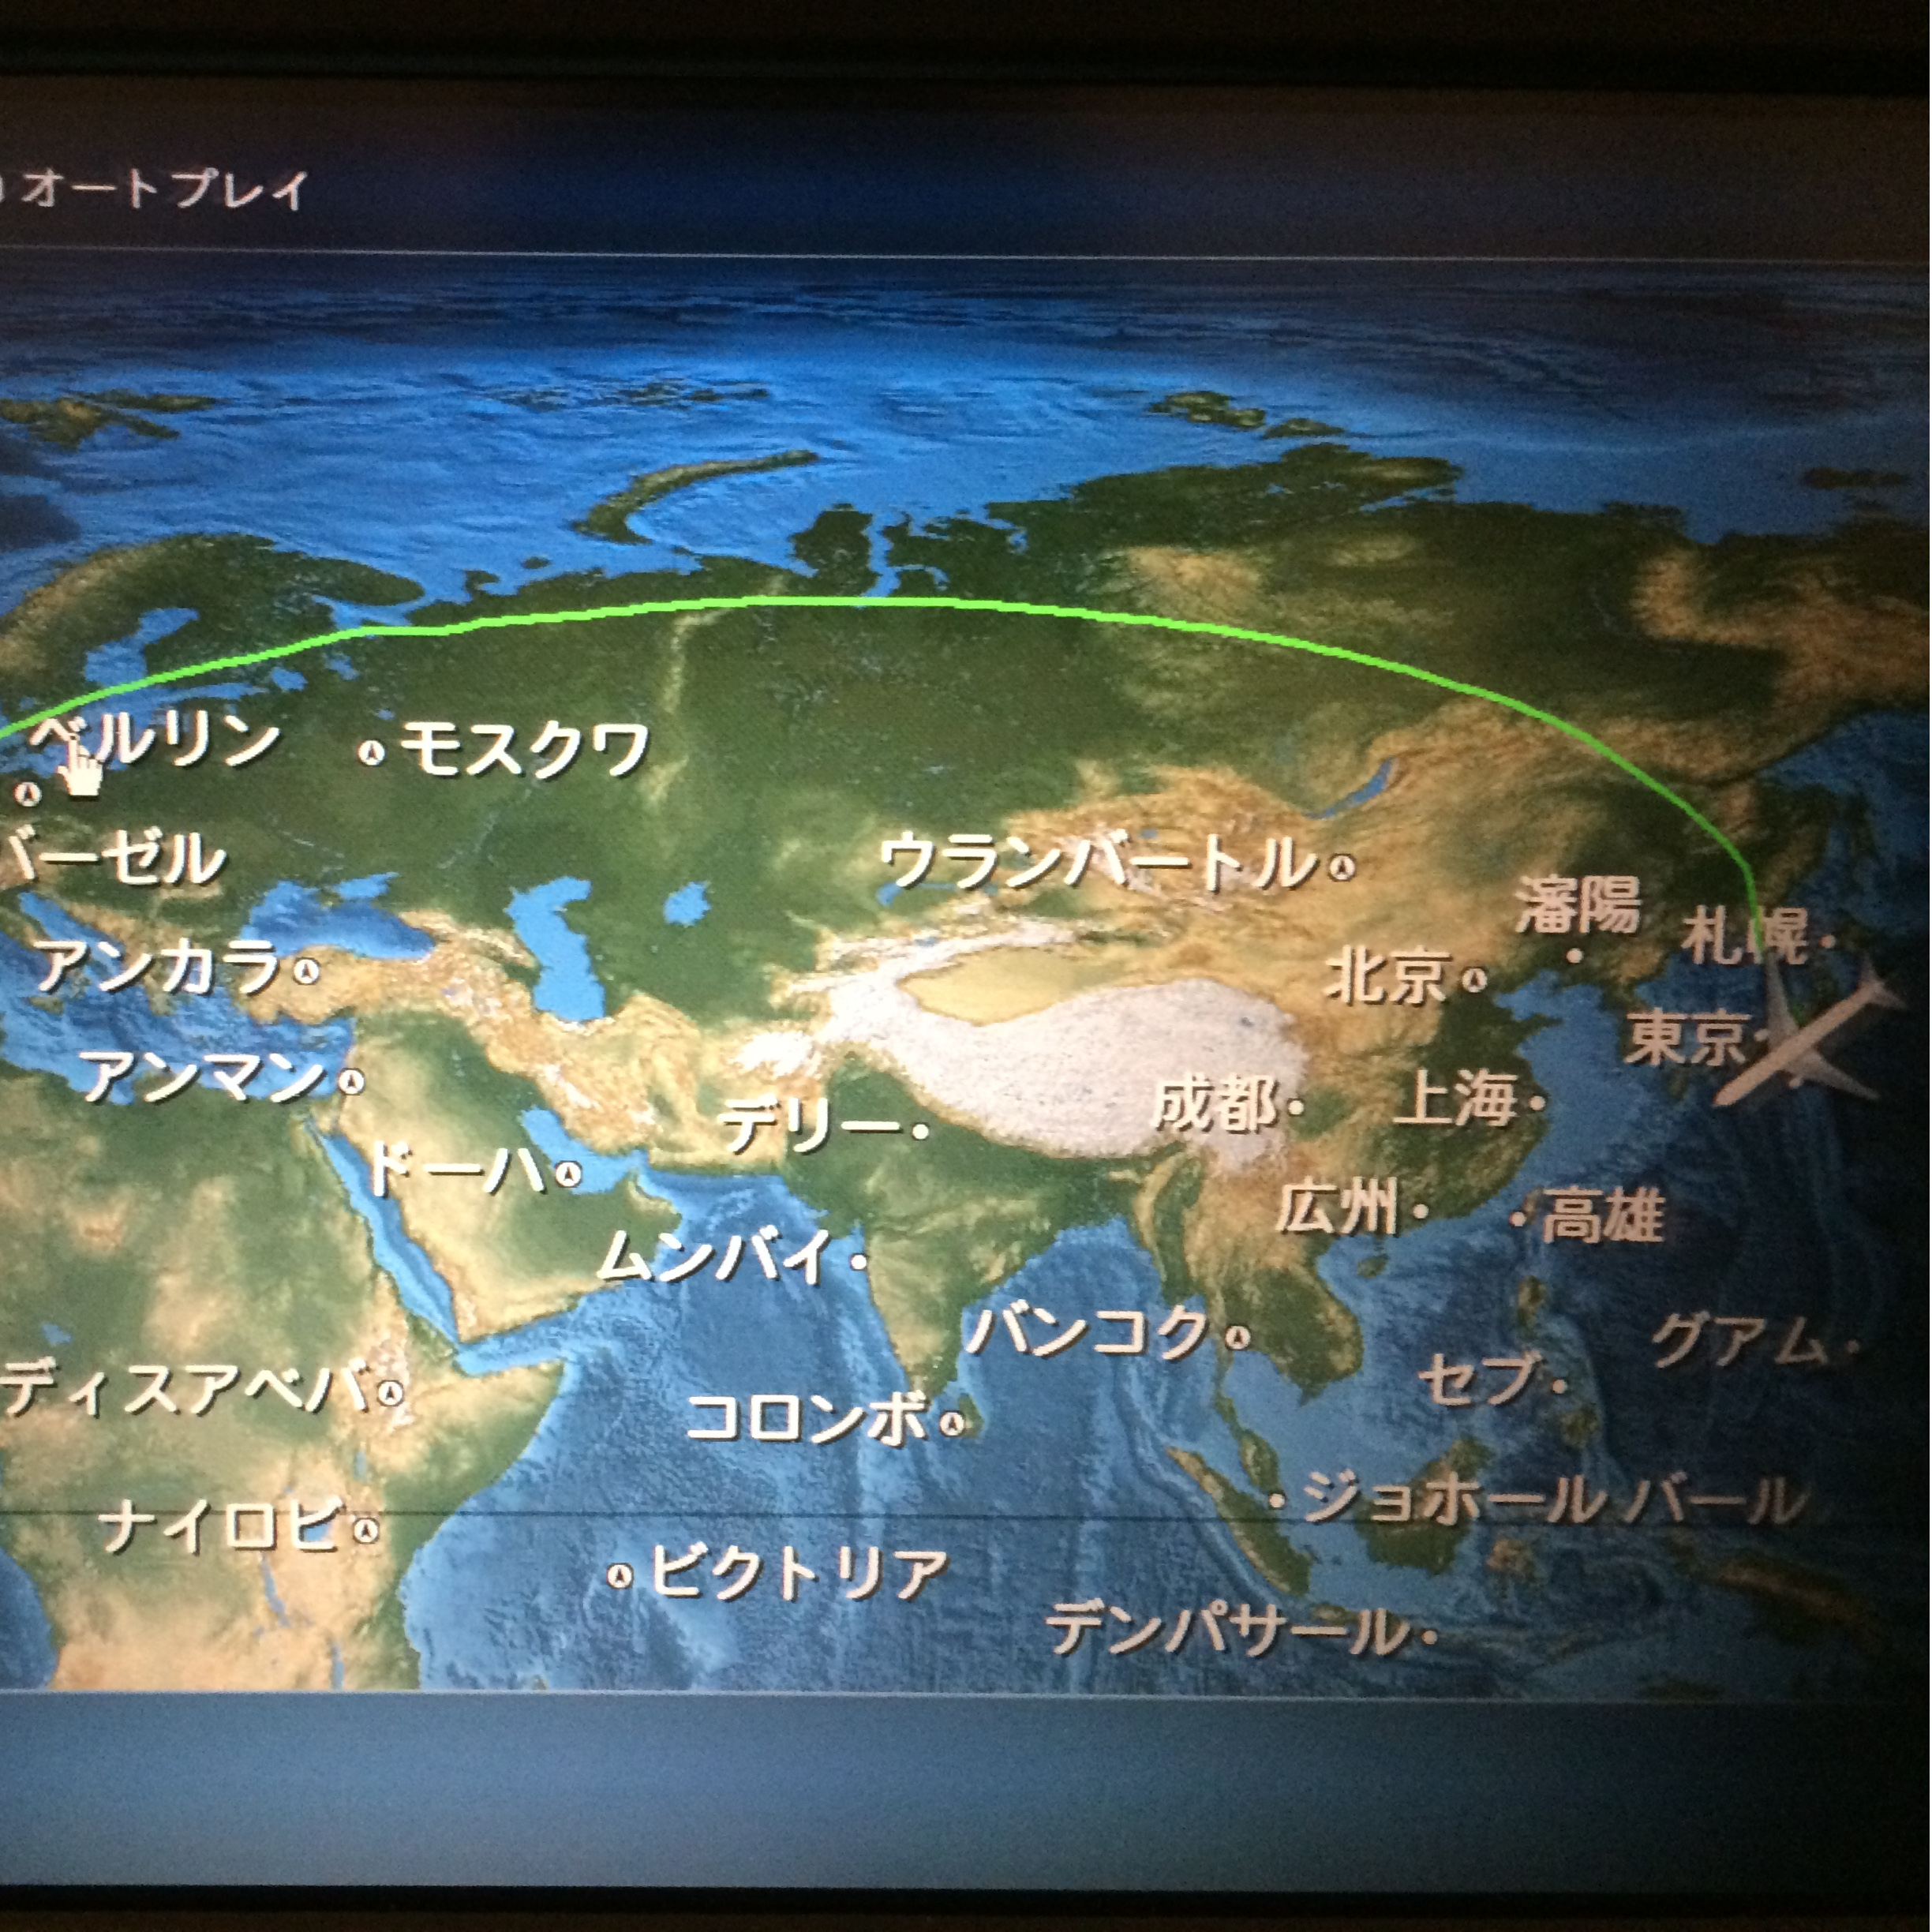 オートプレイ
ベルリン
モスクワ
バーゼル
ウランバートル
瀋陽
札幌
アンカラ
北京
東京
アンマン
デリー
成都
上海
ドーハ
広州
高雄
ムンバイ
バンコク
グアム
セブ
ディスアベバ
コロンボ
ジョホール バール
ナイロビ
ビクトリア
デンパサール